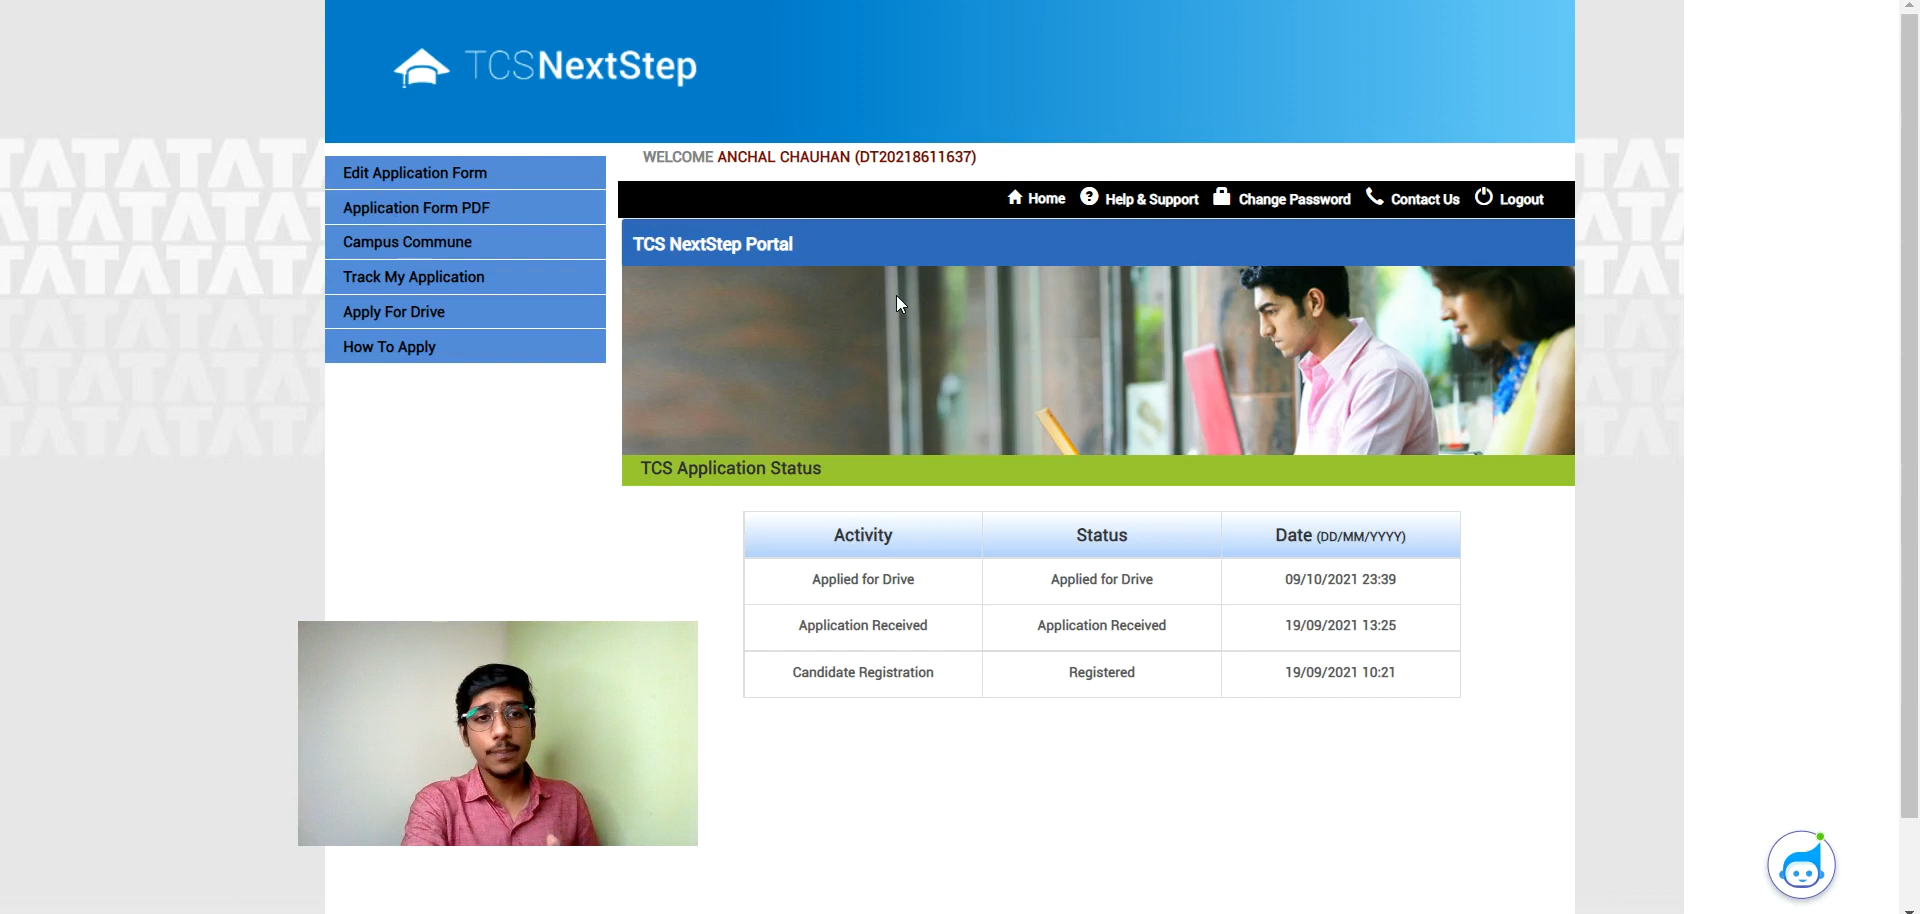 TCSNextStep
WELCOME ANCHAL CHAUHAN (DT20218611637)
Home Help & Support Change Password Contact Us Logout
Edit Application Form
Application Form PDF
Campus Commune
Track My Application
Apply For Drive
How To Apply
TCS NextStep Portal
TCS Application Status
Activity Status Date (DD/MM/YYYY)
Applied for Drive Applied for Drive 09/10/2021 23:39
Application Received Application Received 19/09/2021 13:25
Candidate Registration Registered 19/09/2021 10:21